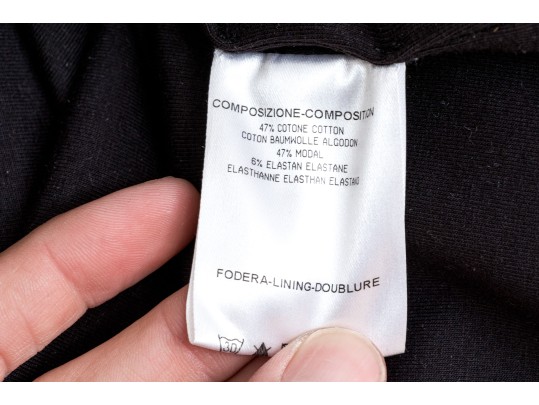 COMPOSIZIONE-COMPOSITION
47% COTONE COTTON
COTON BAUMWOLLE ALGODON
47% MODAL
6% ELASTAN ELASTANE
ELASTHANNE ELASTHAN ELASTANO
FODERA-LINING-DOUBLURE
30